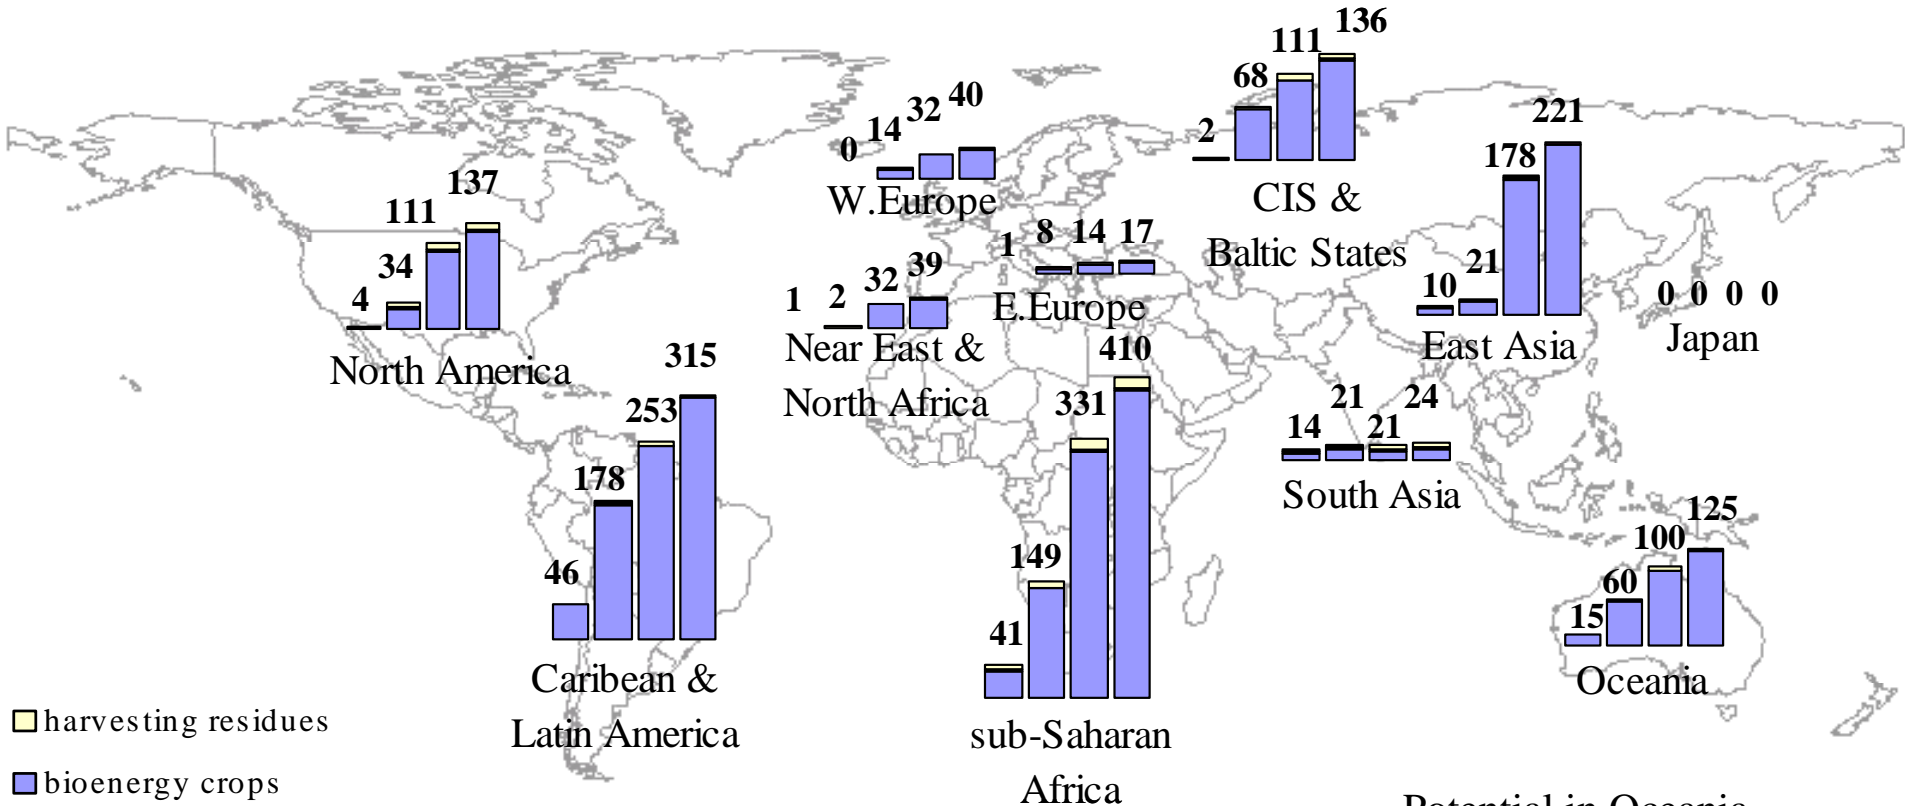 136
111
68
2
40
32
14
0
W.Europe
CIS &
Baltic States
221
178
21
10
East Asia
0 0 0 0
Japan
137
111
34
4
North America
1 8 14 17
E.Europe
1 2 32 39
Near East &
North Africa
315
253
178
46
Caribean &
Latin America
410
331
149
41
sub-Saharan
Africa
14 21 21 24
South Asia
125
100
60
15
Oceania
harvesting residues
bioenergy crops
Potential in Oceania